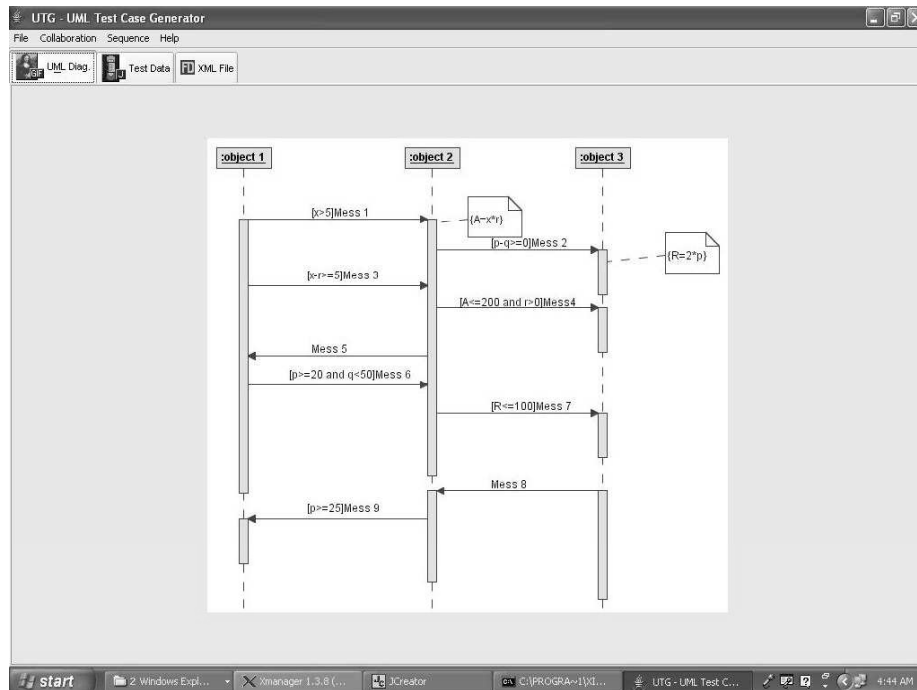 UTG - UML Test Case Generator
File Collaboration Sequence Help
UML Diag. Test Data XML File
GIF J FD
:object 1 :object 2 :object 3
[x>5]Mess 1
{A=x*r}
[p-q>=0]Mess 2
{R=2*p}
[x-r>=5]Mess 3
[A<=200 and r>0]Mess4
Mess 5
[p>=20 and q<50]Mess 6
[R<=100]Mess 7
Mess 8
[p>=25]Mess 9
start 2 Windows Expl... Xmanager 1.3.8 (... JCreator C:\PROGRA~1\XI... UTG - UML Test C... 4:44 AM